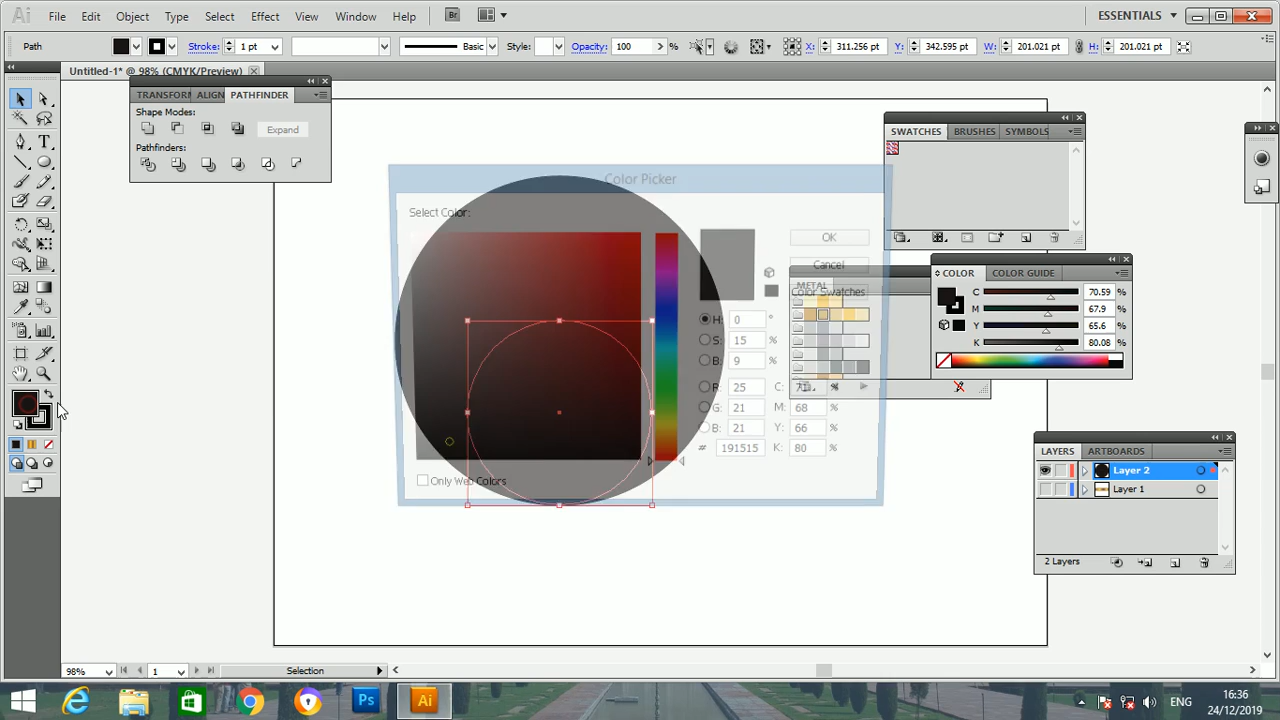 Ai File Edit Object Type Select Effect View Window Help Br ESSENTIALS
Path Stroke: 1 pt Basic Style: Opacity: 100 % X: 311.256 pt Y: 342.595 pt W: 201.021 pt H: 201.021 pt
Untitled-1* @ 98% (CMYK/Preview)
TRANSFORM ALIGN PATHFINDER
Shape Modes:
Expand
Pathfinders:
SWATCHES BRUSHES SYMBOLS
Color Picker
Select Color:
OK
Cancel
Color Swatches
METAL
H: 0 °
S: 15 %
B: 9 %
R: 25 C: 71 %
G: 21 M: 68 %
B: 21 Y: 66 %
# 191515 K: 80 %
Only Web Colors
COLOR COLOR GUIDE
C 70.59 %
M 67.9 %
Y 65.6 %
K 80.08 %
LAYERS ARTBOARDS
Layer 2
Layer 1
2 Layers
98% 1 Selection
Ps Ai ENG 16:36
24/12/2019